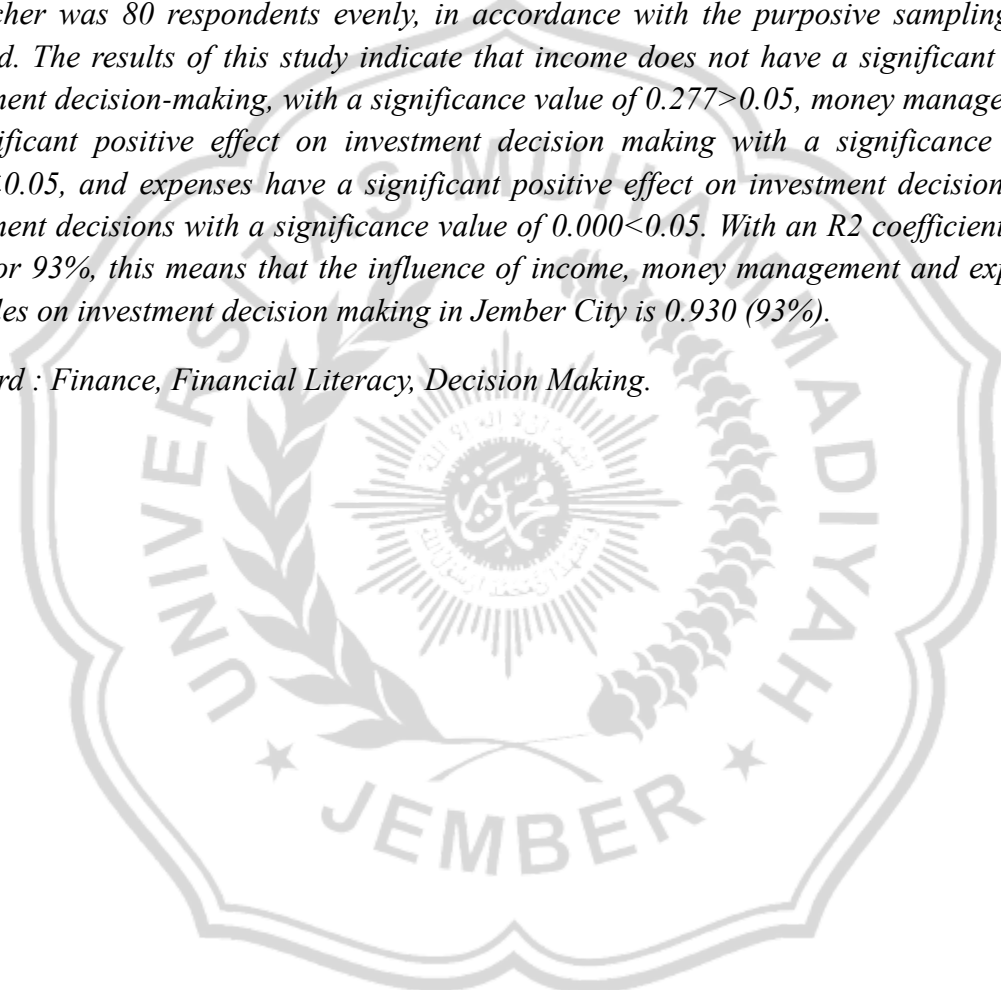 cher was 80 respondents evenly, in accordance with the purposive sampling
d. The results of this study indicate that income does not have a significant
ment decision-making, with a significance value of 0.277>0.05, money manage
ificant positive effect on investment decision making with a significance
0.05, and expenses have a significant positive effect on investment decision
ment decisions with a significance value of 0.000<0.05. With an R2 coefficient
or 93%, this means that the influence of income, money management and exp
les on investment decision making in Jember City is 0.930 (93%).
rd : Finance, Financial Literacy, Decision Making.
UNIVERSITAS MUHAMMADIYAH
JEMBER